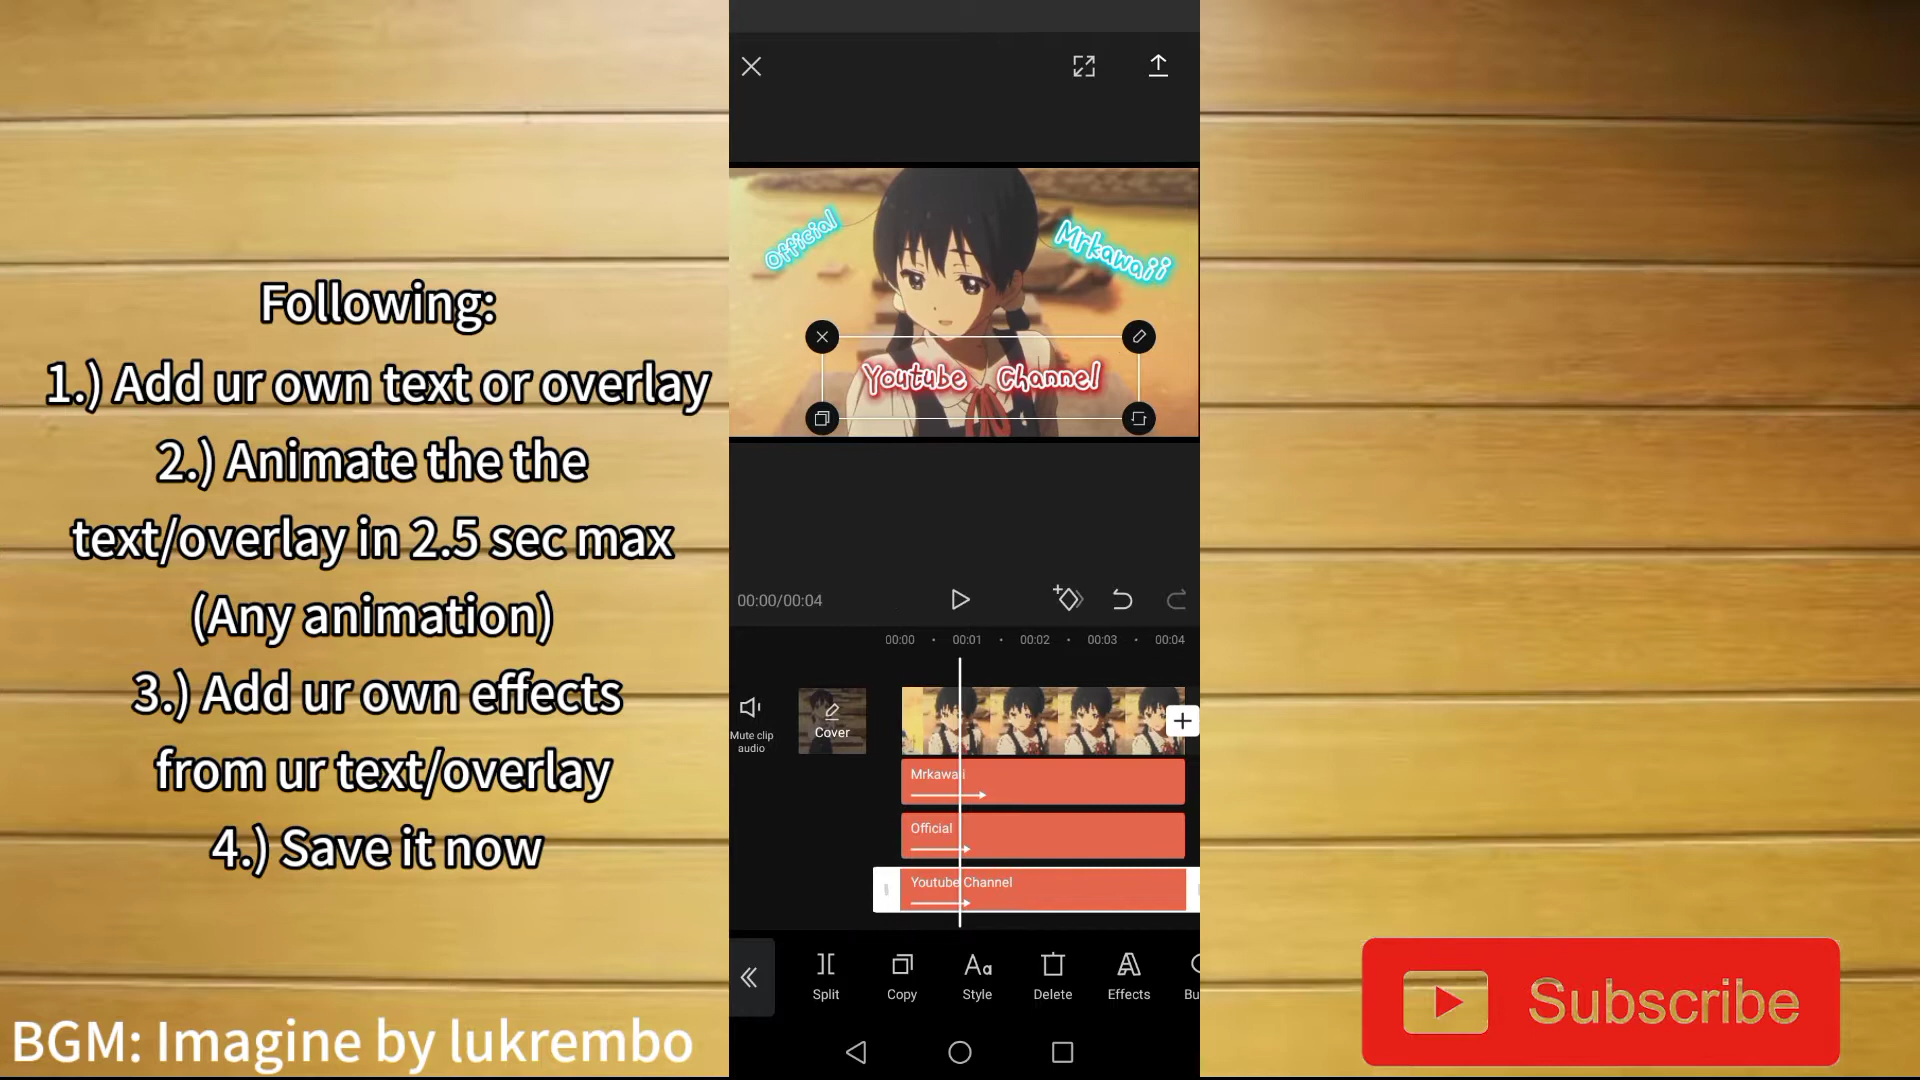 Following:
1.) Add ur own text or overlay
2.) Animate the the
text/overlay in 2.5 sec max
(Any animation)
3.) Add ur own effects
from ur text/overlay
4.) Save it now
BGM: Imagine by lukrembo
Official
Mrkawaii
Youtube Channel
00:00/00:04
00:00 00:01 00:02 00:03 00:04
Mute clip
audio
Cover
Mrkawaii
Official
Youtube Channel
Split Copy Style Delete Effects Bu
Subscribe